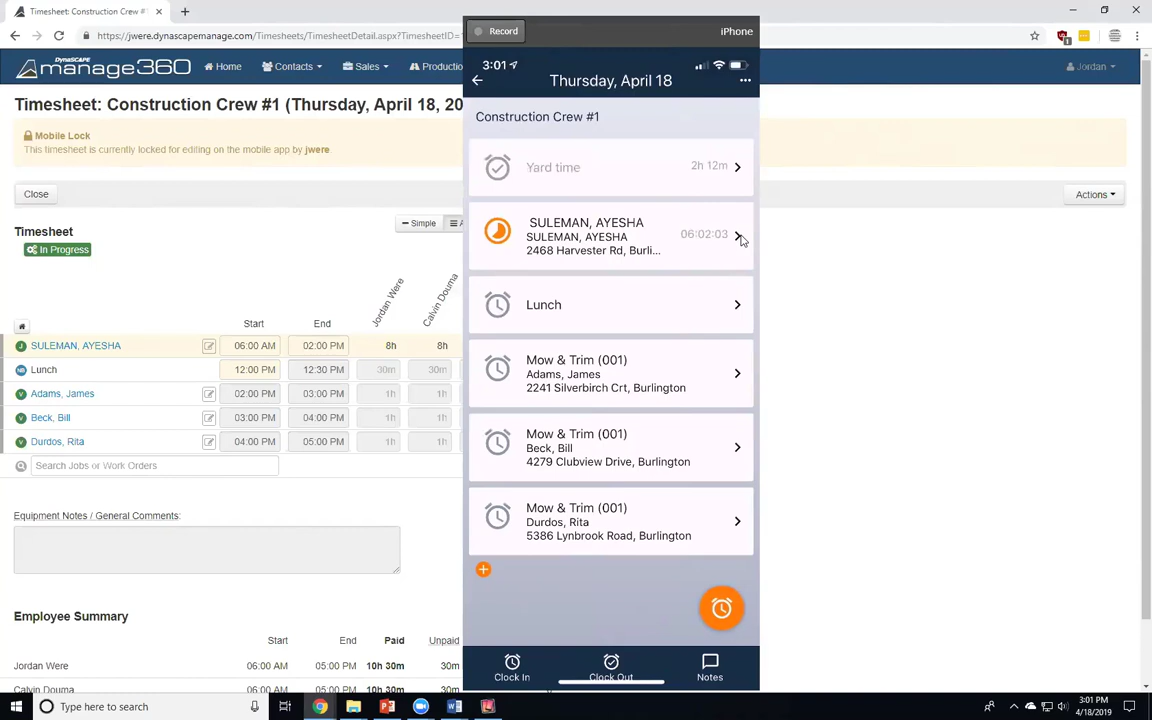 Timesheet: Construction Crew #1
https://jwere.dynascapemanage.com/Timesheets/TimesheetDetail.aspx?TimesheetID=
DynaSCAPE
manage360
Home
Contacts
Sales
Jordan
Timesheet: Construction Crew #1 (Thursday, April 18, 20
Mobile Lock
This timesheet is currently locked for editing on the mobile app by jwere.
Close
Actions
Timesheet
Simple
In Progress
Jordan Were
Calvin Douma
Start
End
J SULEMAN, AYESHA 06:00 AM 02:00 PM 8h 8h
NB Lunch 12:00 PM 12:30 PM 30m 30m
V Adams, James 02:00 PM 03:00 PM 1h 1h
V Beck, Bill 03:00 PM 04:00 PM 1h 1h
V Durdos, Rita 04:00 PM 05:00 PM 1h 1h
Search Jobs or Work Orders
Equipment Notes / General Comments:
Employee Summary
Start End Paid Unpaid
Jordan Were 06:00 AM 05:00 PM 10h 30m 30m
Calvin Douma 06:00 AM 05:00 PM 10h 30m 30m
Record
iPhone
3:01
Thursday, April 18
Construction Crew #1
Yard time
2h 12m
SULEMAN, AYESHA
SULEMAN, AYESHA
06:02:03
2468 Harvester Rd, Burli...
Lunch
Mow & Trim (001)
Adams, James
2241 Silverbirch Crt, Burlington
Mow & Trim (001)
Beck, Bill
4279 Clubview Drive, Burlington
Mow & Trim (001)
Durdos, Rita
5386 Lynbrook Road, Burlington
Clock In
Clock Out
Notes
Type here to search
3:01 PM
4/18/2019